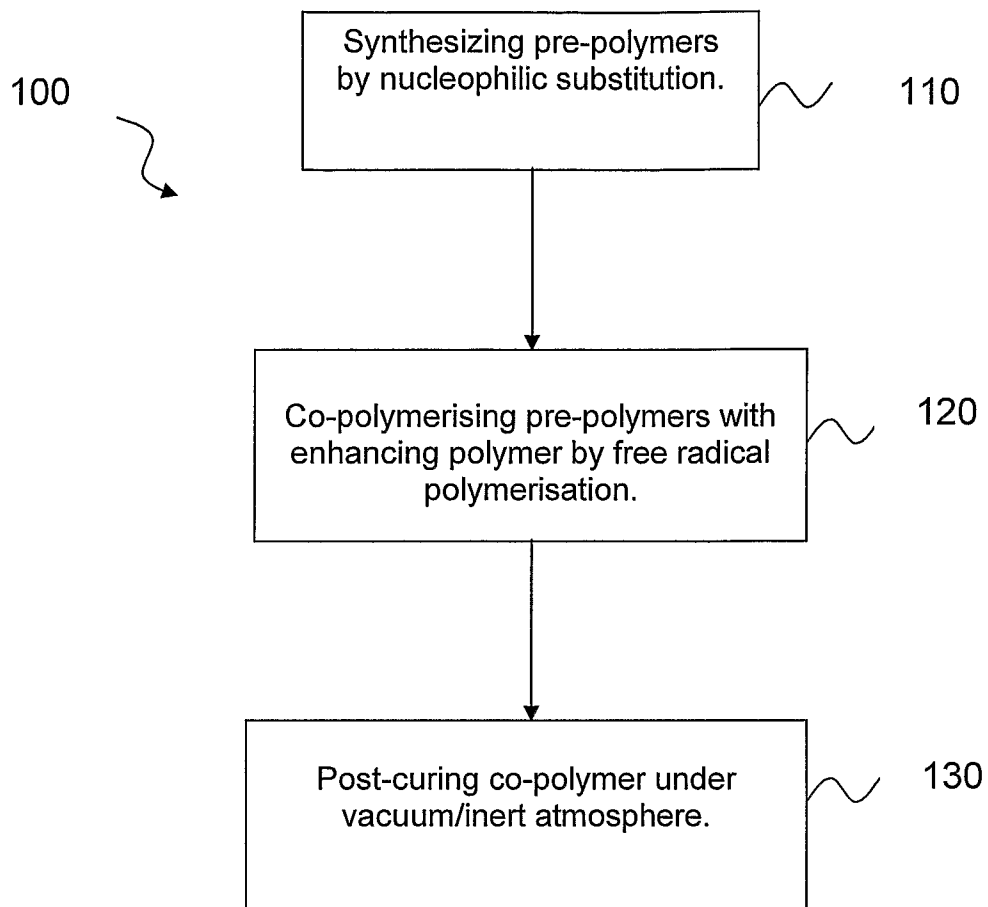 Synthesizing pre-polymers
by nucleophilic substitution.
100
110
Co-polymerising pre-polymers with
enhancing polymer by free radical
polymerisation.
120
Post-curing co-polymer under
vacuum/inert atmosphere.
130